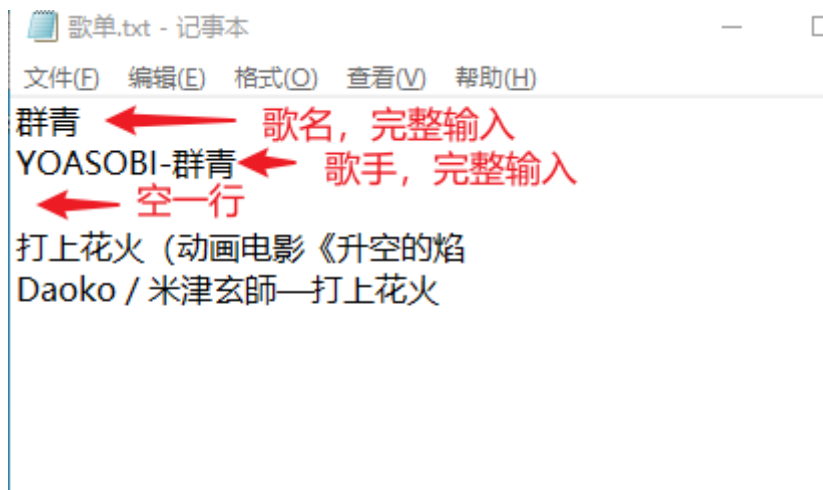 歌单.txt - 记事本
文件(F) 编辑(E) 格式(O) 查看(V) 帮助(H)
群青 歌名，完整输入
YOASOBI-群青 歌手，完整输入
空一行
打上花火（动画电影《升空的焰
Daoko / 米津玄師—打上花火